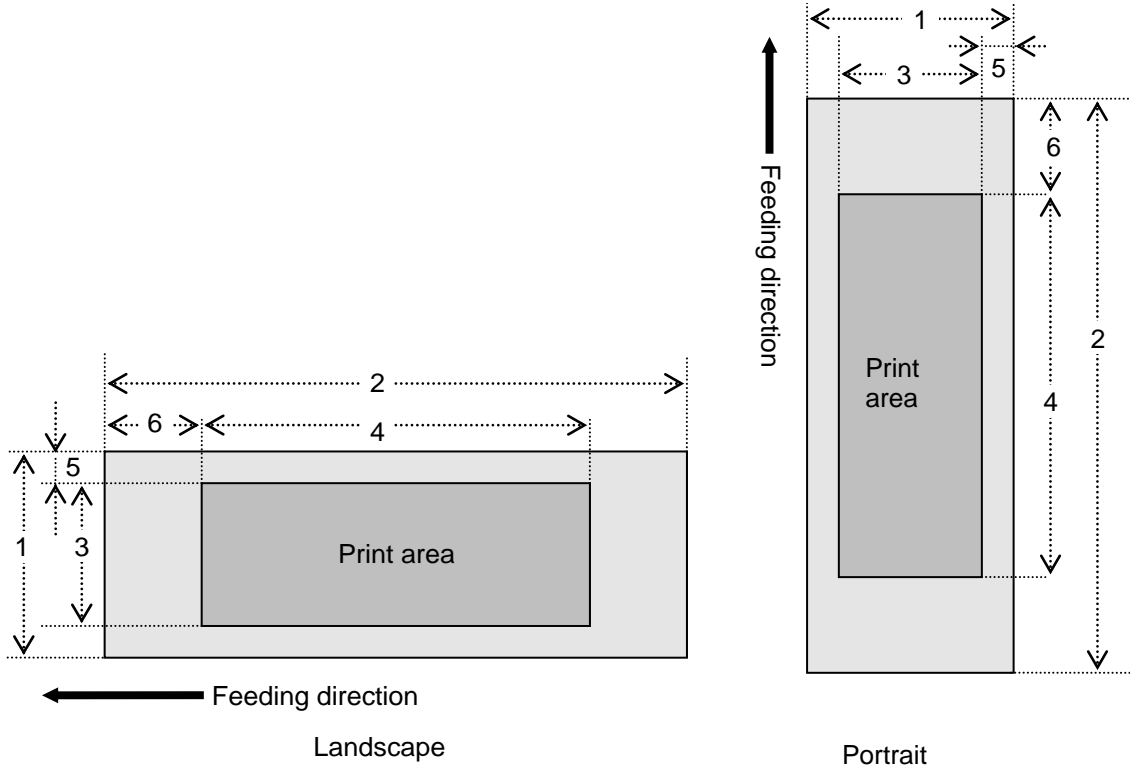 2
6
4
5
1
3
Print area
Feeding direction
Landscape
1
3
5
Feeding direction
6
Print
area
4
2
Portrait